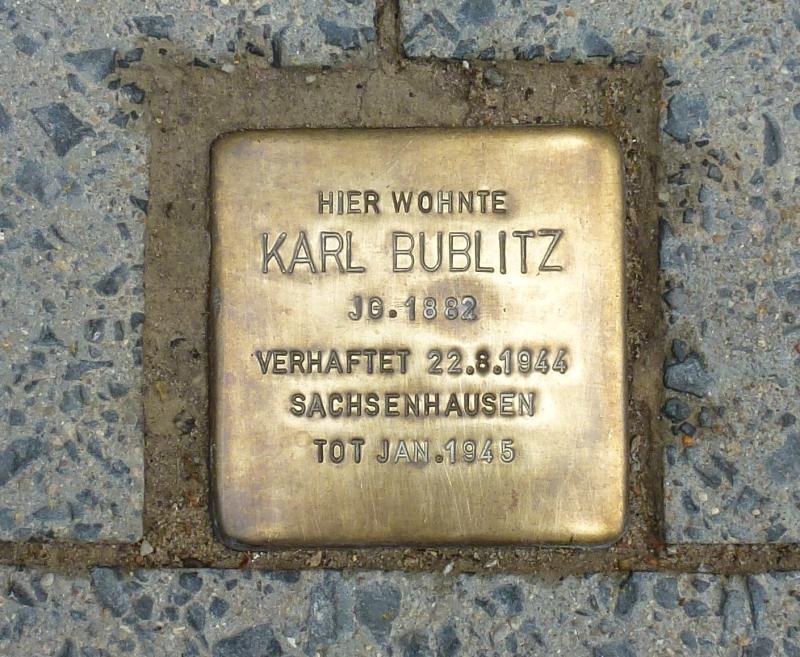 HIER WOHNTE
KARL BUBLITZ
JG. 1882
VERHAFTET 22.8.1944
SACHSENHAUSEN
TOT JAN. 1945